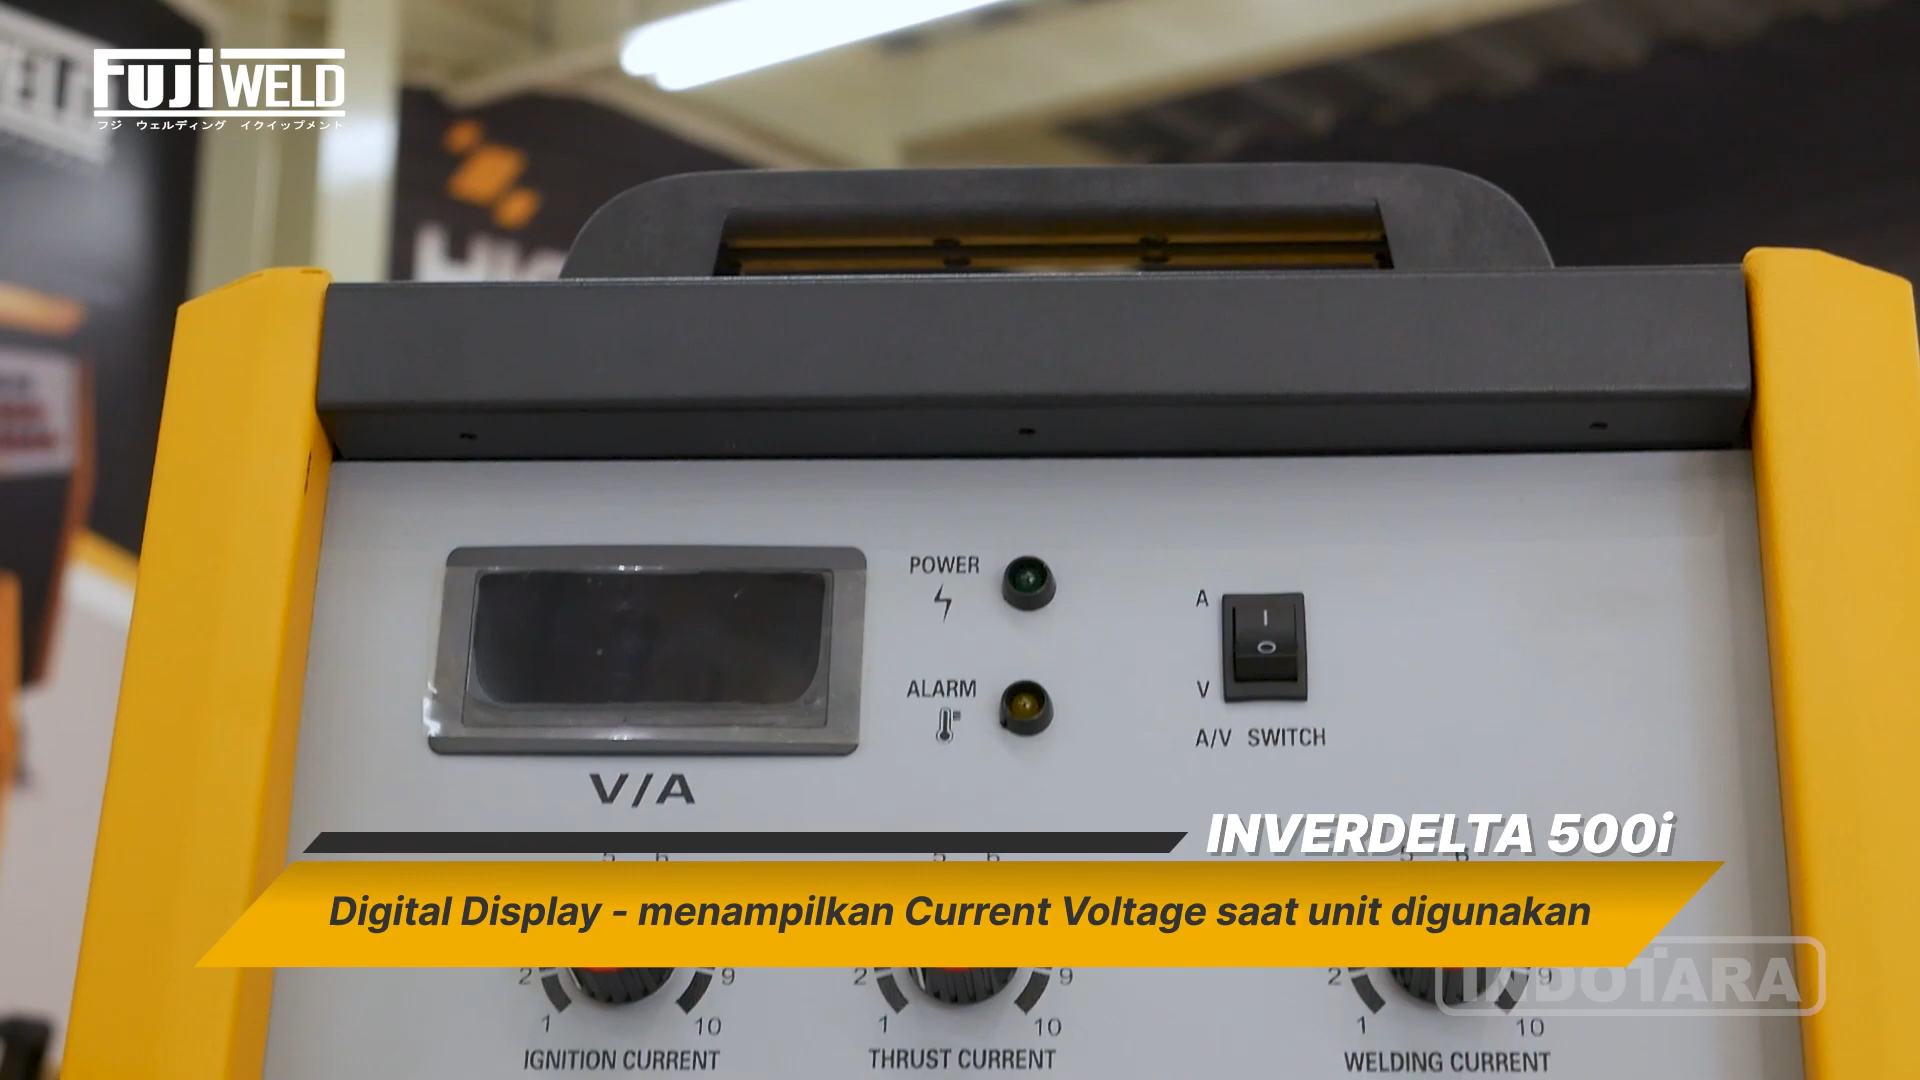 FUJiWELD
フジ ウェルディング イクイップメント
POWER
ALARM
A
V
A/V SWITCH
V/A
INVERDELTA 500i
Digital Display - menampilkan Current Voltage saat unit digunakan
INDOTARA
2 9 2 9 2 9
1 10 1 10 1 10
IGNITION CURRENT THRUST CURRENT WELDING CURRENT